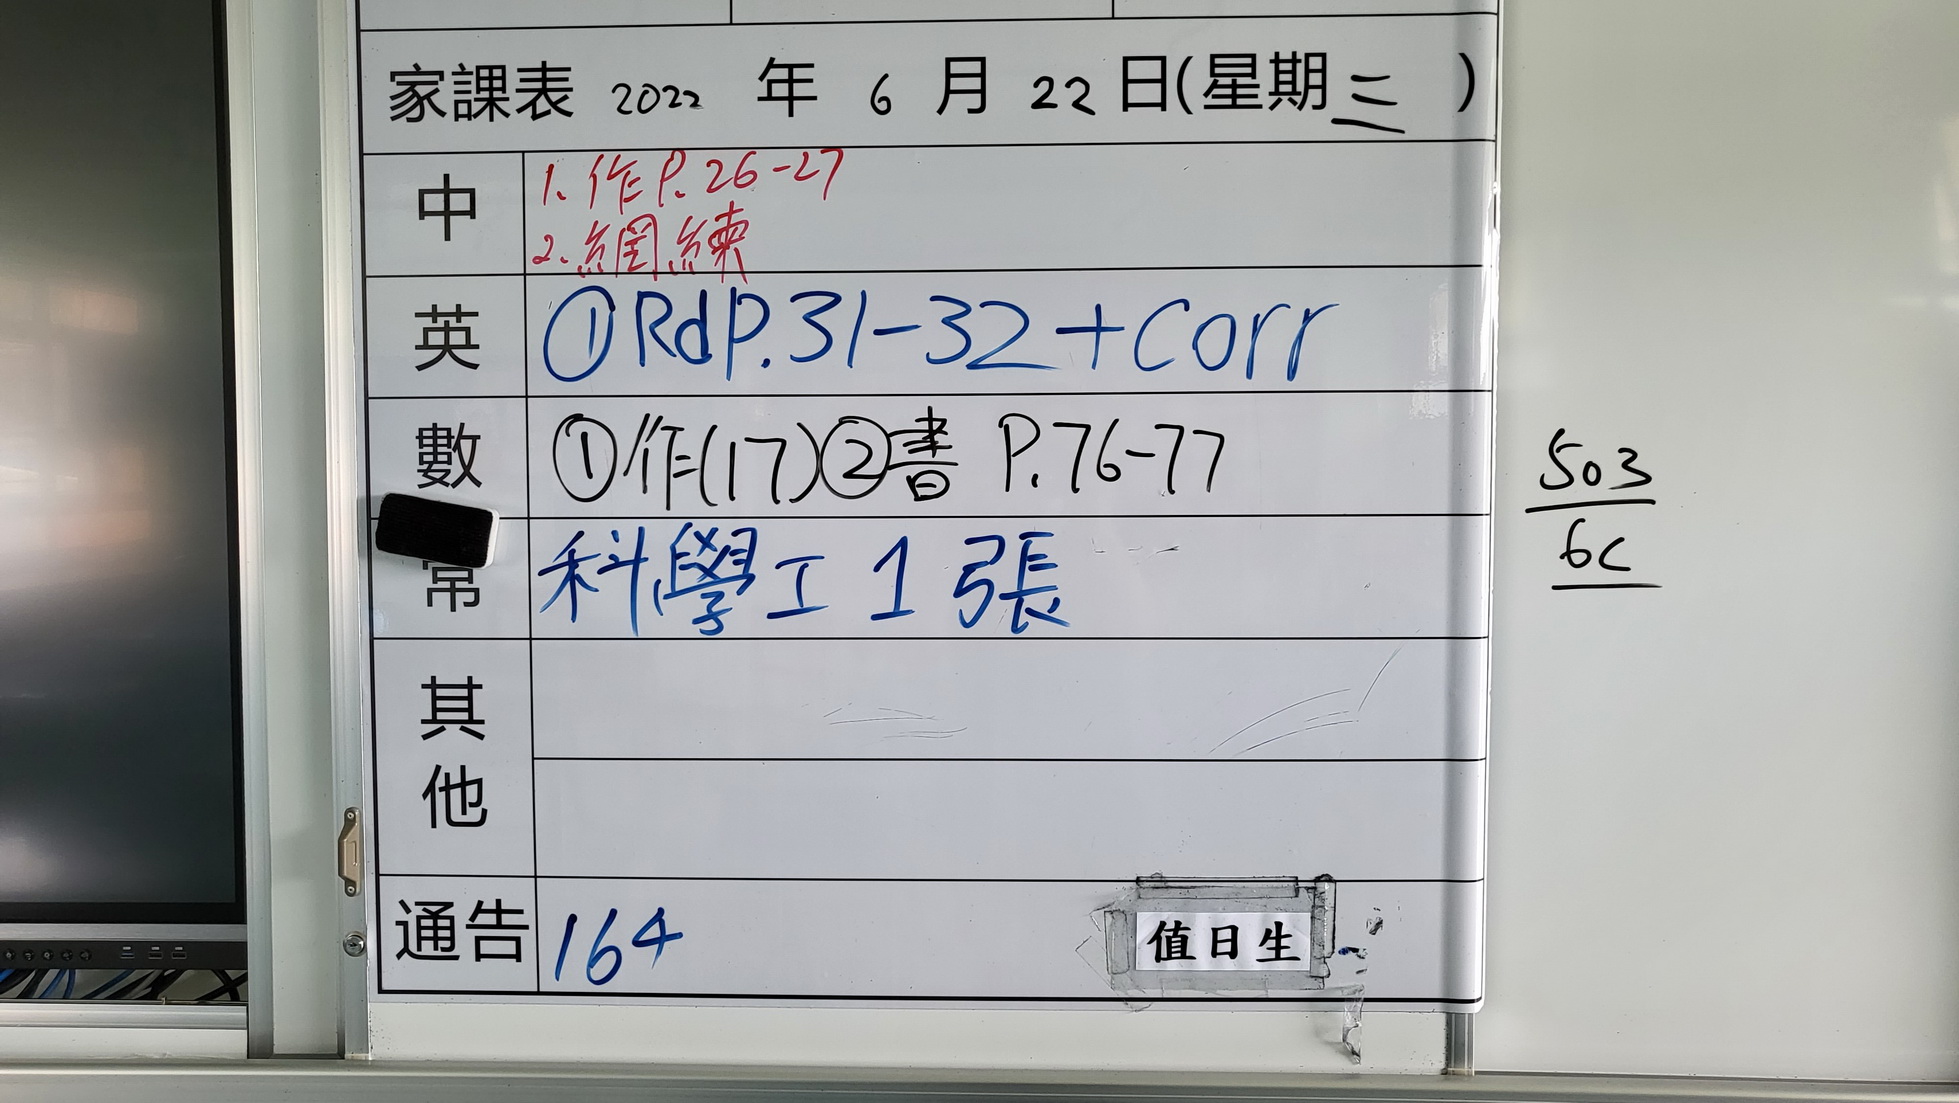 家課表 2022 年 6 月 22 日(星期三 )
中
1. 作 P. 26-27
2. 網練
英 ① Rd P. 31-32 + Corr
數 ① 作(17) ② 書 P. 76-77
常 科學工 1 張
其他
通告 164
值日生
503
6C